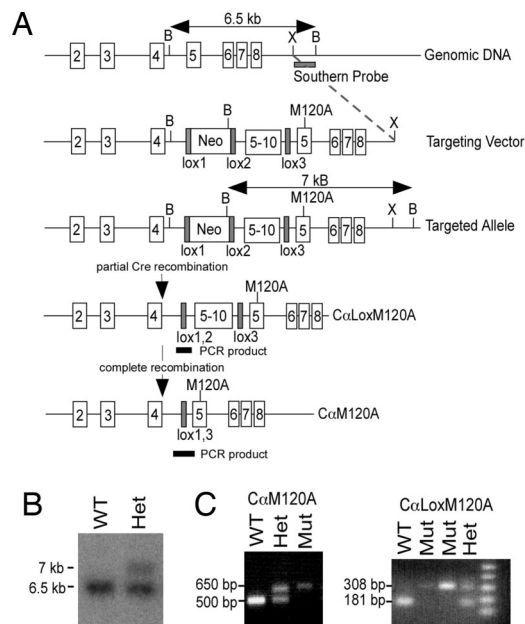 A
6.5 kb
B X B
2 3 4 5 6 7 8 Genomic DNA
Southern Probe
B B M120A X
2 3 4 Neo 5-10 5 6 7 8 Targeting Vector
lox1 lox2 lox3
7 kB
B B M120A X B
2 3 4 Neo 5-10 5 6 7 8 Targeted Allele
lox1 lox2 lox3
partial Cre recombination
M120A
2 3 4 5-10 5 6 7 8 CαLoxM120A
lox1,2 lox3
PCR product
complete recombination
M120A
2 3 4 5 6 7 8 CαM120A
lox1,3
PCR product
B
WT Het
7 kb
6.5 kb
C
CαM120A
WT Het Mut
650 bp
500 bp
CαLoxM120A
WT Mut Mut Het
308 bp
181 bp